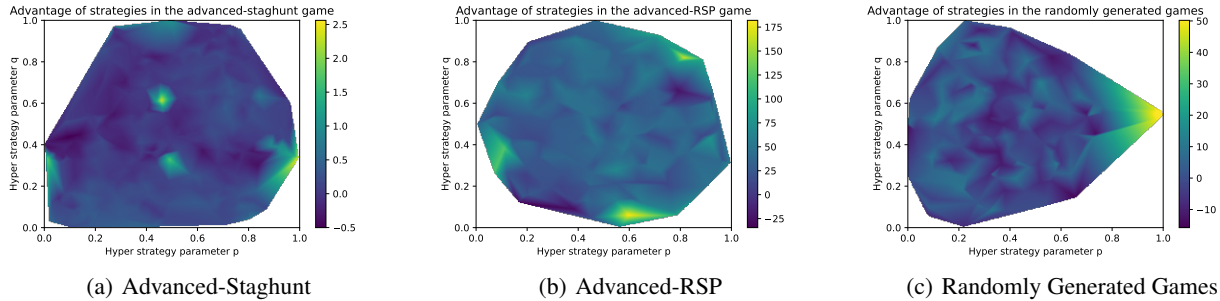 Advantage of strategies in the advanced-staghunt game
Hyper strategy parameter q
1.0
0.8
0.6
0.4
0.2
0.0
0.0 0.2 0.4 0.6 0.8 1.0
Hyper strategy parameter p
2.5
2.0
1.5
1.0
0.5
0.0
−0.5
(a) Advanced-Staghunt
Advantage of strategies in the advanced-RSP game
Hyper strategy parameter q
1.0
0.8
0.6
0.4
0.2
0.0
0.0 0.2 0.4 0.6 0.8 1.0
Hyper strategy parameter p
175
150
125
100
75
50
25
0
−25
(b) Advanced-RSP
Advantage of strategies in the randomly generated games
Hyper strategy parameter q
1.0
0.8
0.6
0.4
0.2
0.0
0.0 0.2 0.4 0.6 0.8 1.0
Hyper strategy parameter p
50
40
30
20
10
0
−10
(c) Randomly Generated Games